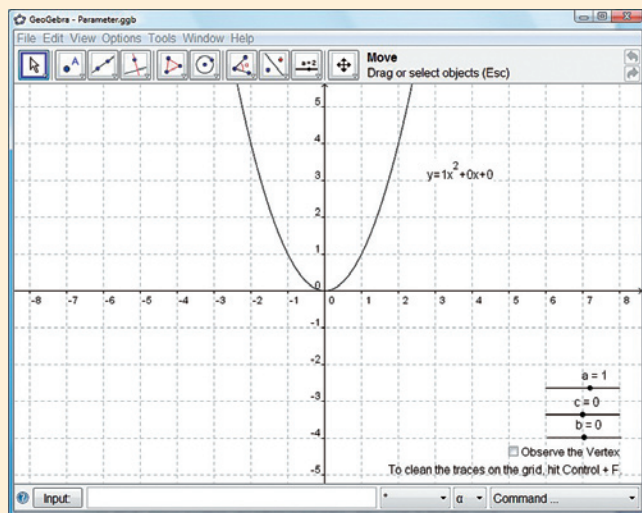 GeoGebra - Parameter.ggb
File Edit View Options Tools Window Help
A
a=2
Move
Drag or select objects (Esc)
5
4
y=1x²+0x+0
3
2
1
0
-8 -7 -6 -5 -4 -3 -2 -1 0 1 2 3 4 5 6 7 8
-1
-2
a = 1
-3
c = 0
b = 0
-4
Observe the Vertex
To clean the traces on the grid, hit Control + F
-5
Input:
*
α
Command ...